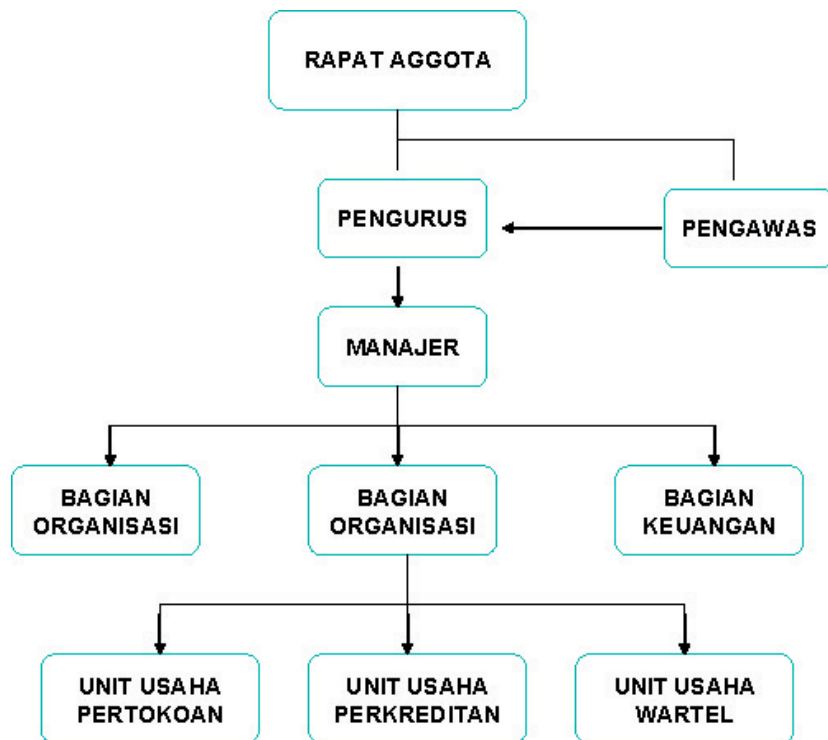 RAPAT AGGOTA
PENGURUS
PENGAWAS
MANAJER
BAGIAN
ORGANISASI
BAGIAN
ORGANISASI
BAGIAN
KEUANGAN
UNIT USAHA
PERTOKOAN
UNIT USAHA
PERKREDITAN
UNIT USAHA
WARTEL